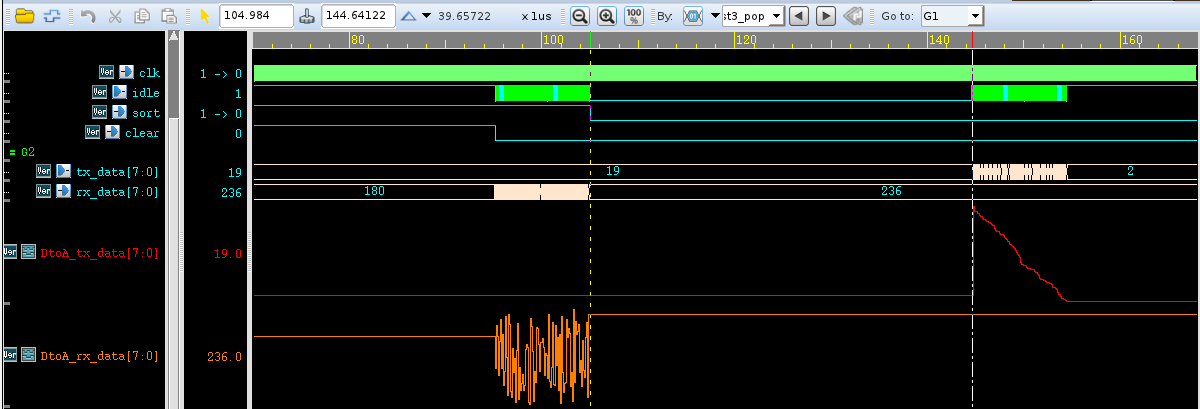 104.984 144.64122 39.65722 x 1us 100 % By: st3_pop Go to: G1
80 100 120 140 160
Ver clk 1 -> 0
Ver idle 1
Ver sort 1 -> 0
Ver clear 0
= G2
Ver tx_data[7:0] 19 19 2
Ver rx_data[7:0] 236 180 236
Ver DtoA_tx_data[7:0] 19.0
Ver DtoA_rx_data[7:0] 236.0